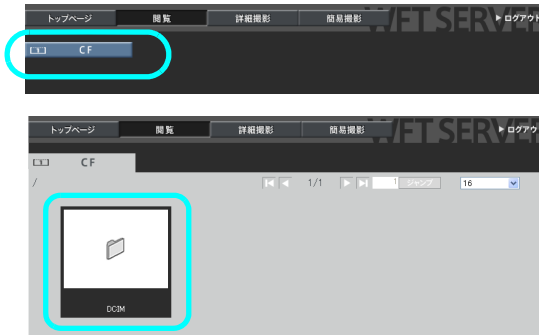 トップページ 閲覧 詳細撮影 簡易撮影 WFT SERVER ▶ ログアウト
CF
トップページ 閲覧 詳細撮影 簡易撮影 WFT SERVER ▶ ログアウ
CF
/ 1/1 1 ジャンプ 16
DCIM